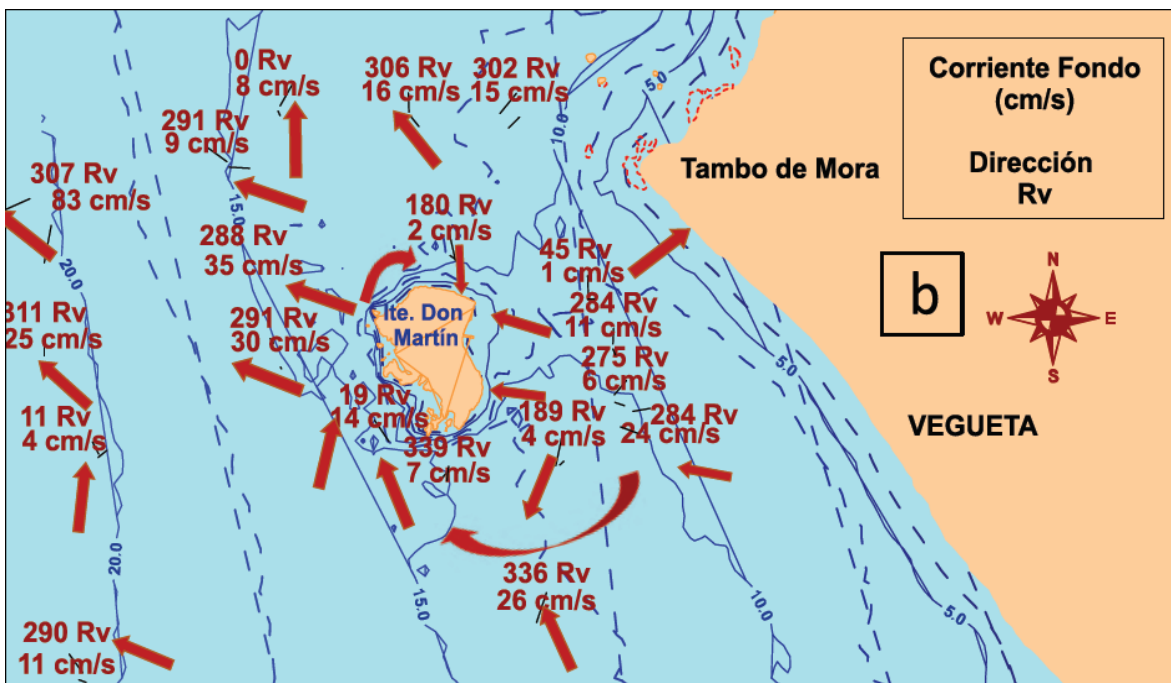 0 Rv
8 cm/s
306 Rv
16 cm/s
302 Rv
15 cm/s
5.0
Corriente Fondo
(cm/s)
Dirección
Rv
291 Rv
9 cm/s
10.0
307 Rv
83 cm/s
Tambo de Mora
15.0
180 Rv
2 cm/s
288 Rv
35 cm/s
45 Rv
1 cm/s
20.0
b
N
W
E
S
Ite. Don
Martín
284 Rv
11 cm/s
311 Rv
25 cm/s
291 Rv
30 cm/s
275 Rv
6 cm/s
5.0
19 Rv
14 cm/s
189 Rv
4 cm/s
284 Rv
24 cm/s
11 Rv
4 cm/s
VEGUETA
339 Rv
7 cm/s
20.0
336 Rv
26 cm/s
15.0
10.0
5.0
290 Rv
11 cm/s